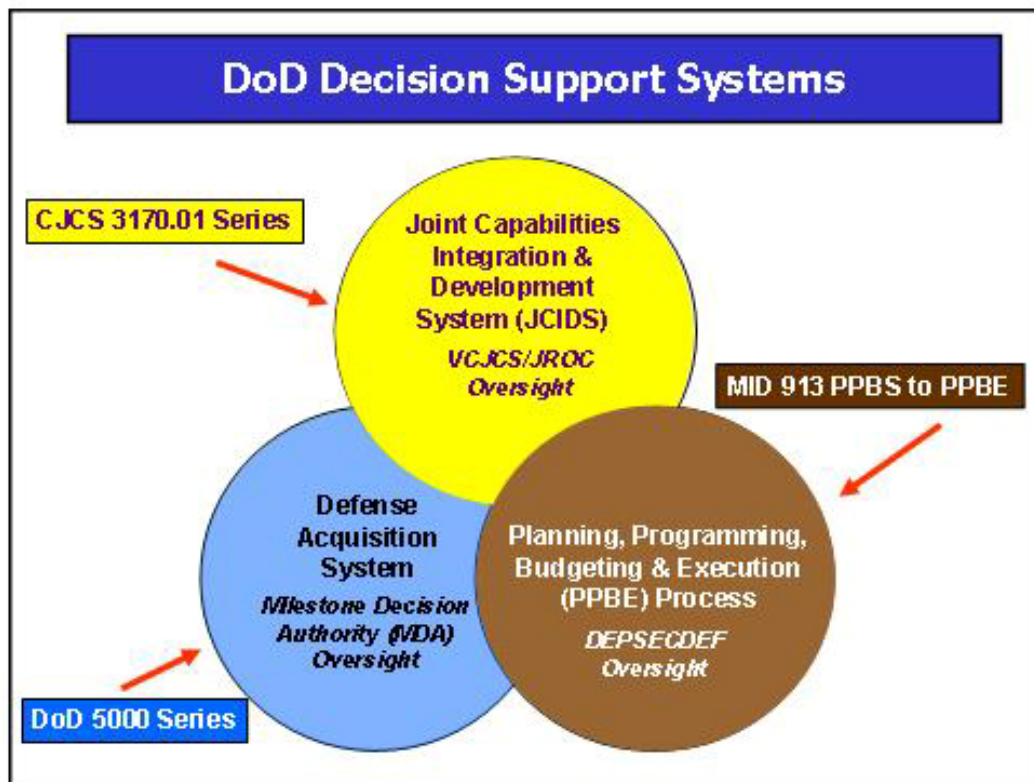 DoD Decision Support Systems
CJCS 3170.01 Series
Joint Capabilities
Integration &
Development
System (JCIDS)
VCJCS/JROC
Oversight
MID 913 PPBS to PPBE
Defense
Acquisition
System
Milestone Decision
Authority (MDA)
Oversight
Planning, Programming,
Budgeting & Execution
(PPBE) Process
DEPSECDEF
Oversight
DoD 5000 Series